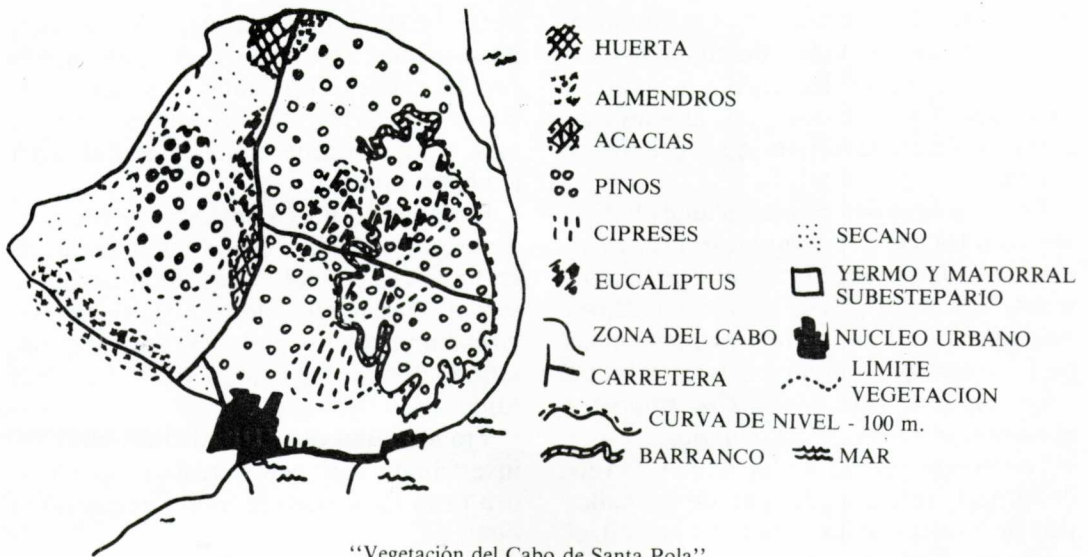 HUERTA
ALMENDROS
ACACIAS
PINOS
CIPRESES
EUCALIPTUS
ZONA DEL CABO
CARRETERA
SECANO
YERMO Y MATORRAL
SUBESTEPARIO
NUCLEO URBANO
LIMITE
VEGETACION
CURVA DE NIVEL - 100 m.
BARRANCO
MAR
"Vegetación del Cabo de Santa Pola"